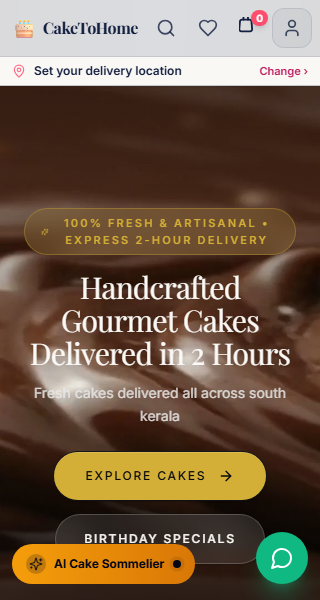 CakeToHome
0
Set your delivery location
Change ›
100% FRESH & ARTISANAL •
EXPRESS 2-HOUR DELIVERY
Handcrafted
Gourmet Cakes
Delivered in 2 Hours
Fresh cakes delivered all across south
kerala
EXPLORE CAKES →
BIRTHDAY SPECIALS
AI Cake Sommelier